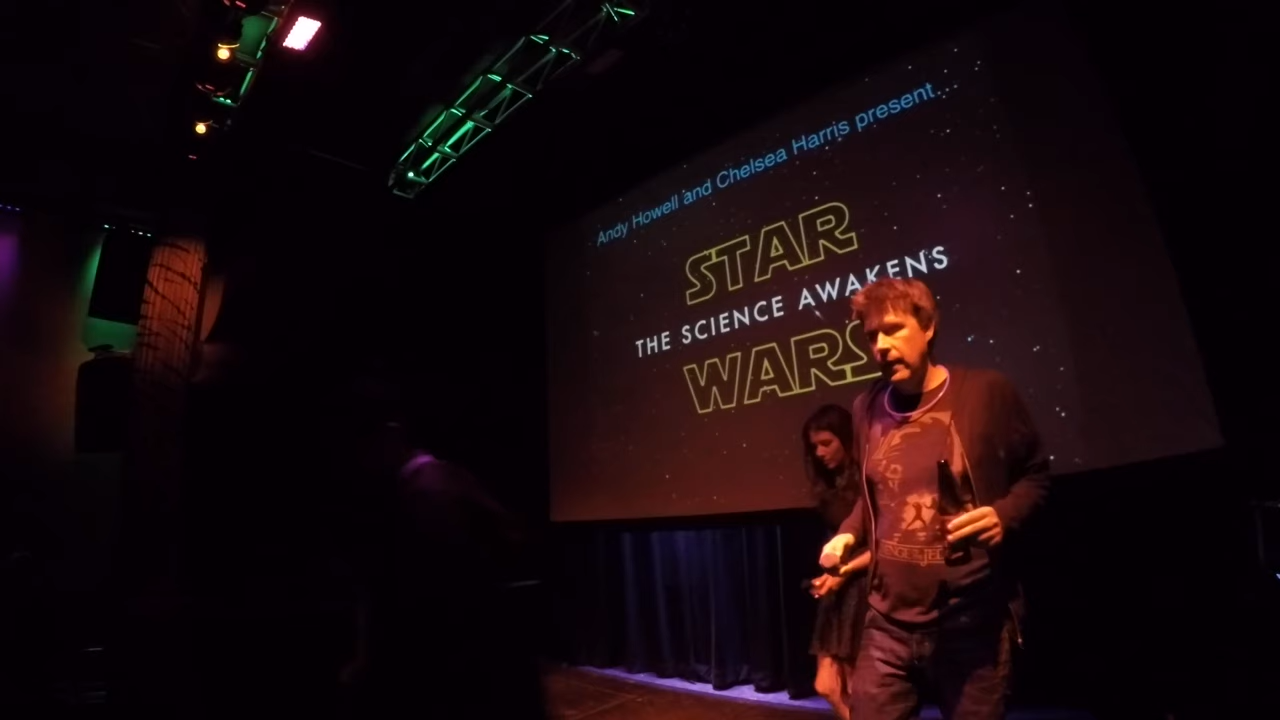 Andy Howell and Chelsea Harris present...
STAR
THE SCIENCE AWAKENS
WARS